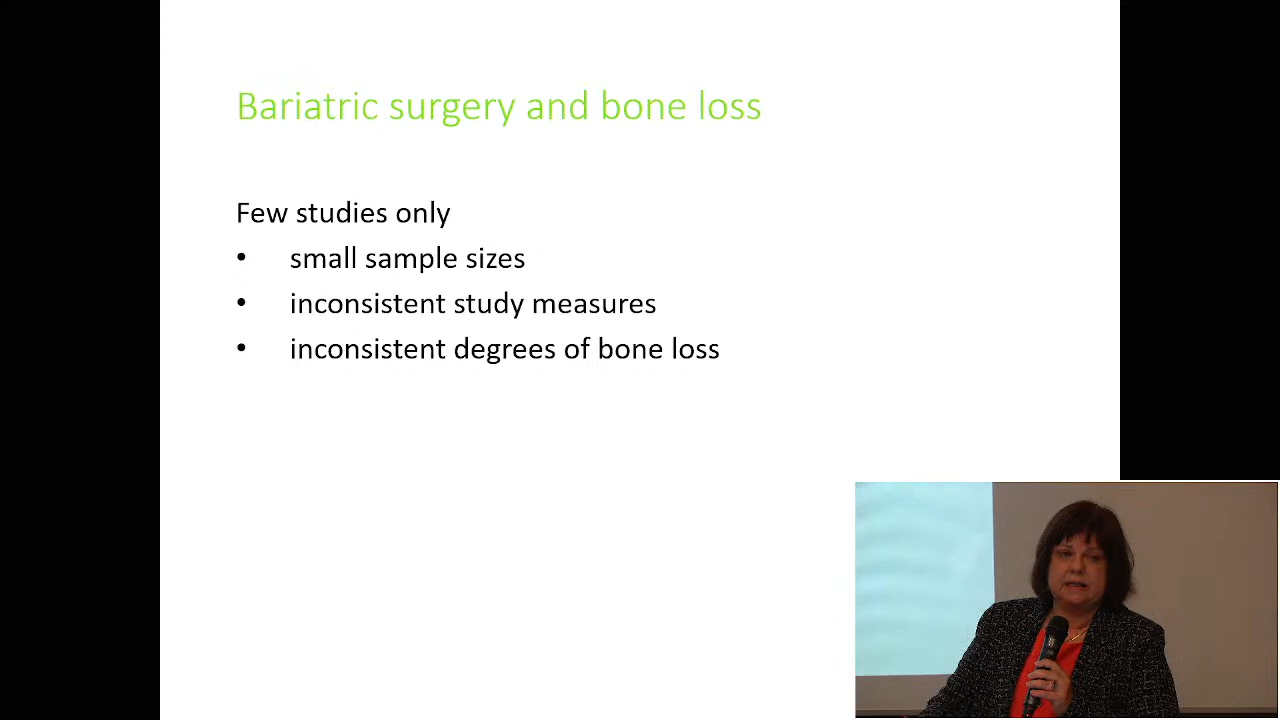 Bariatric surgery and bone loss
Few studies only
• small sample sizes
• inconsistent study measures
• inconsistent degrees of bone loss